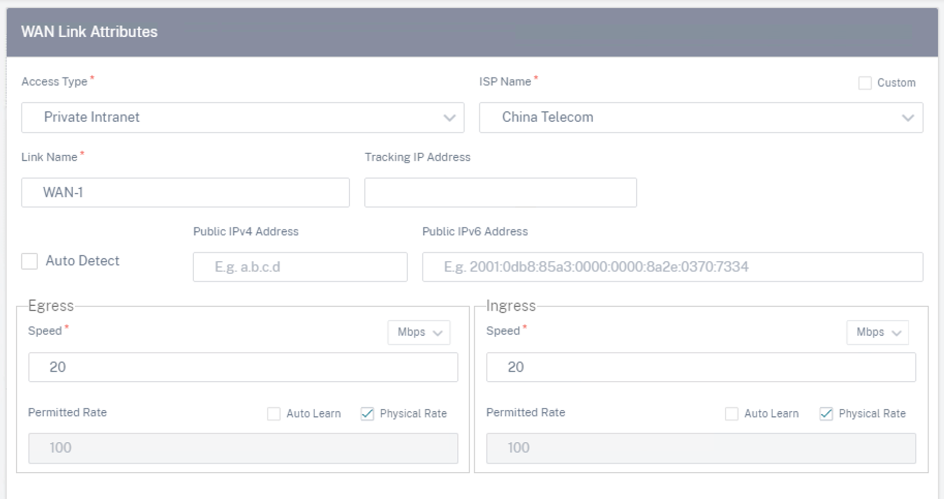 WAN Link Attributes
Access Type *
ISP Name *
Custom
Private Intranet
China Telecom
Link Name *
Tracking IP Address
WAN-1
Public IPv4 Address
Public IPv6 Address
Auto Detect
E.g. a.b.c.d
E.g. 2001:0db8:85a3:0000:0000:8a2e:0370:7334
Egress
Speed *
Mbps
20
Permitted Rate
Auto Learn
Physical Rate
100
Ingress
Speed *
Mbps
20
Permitted Rate
Auto Learn
Physical Rate
100